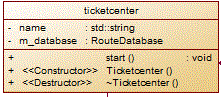 ticketcenter
- name : std::string
- m_database : RouteDatabase
+ start () : void
+ <<Constructor>> Ticketcenter ()
+ <<Destructor>> ~Ticketcenter ()